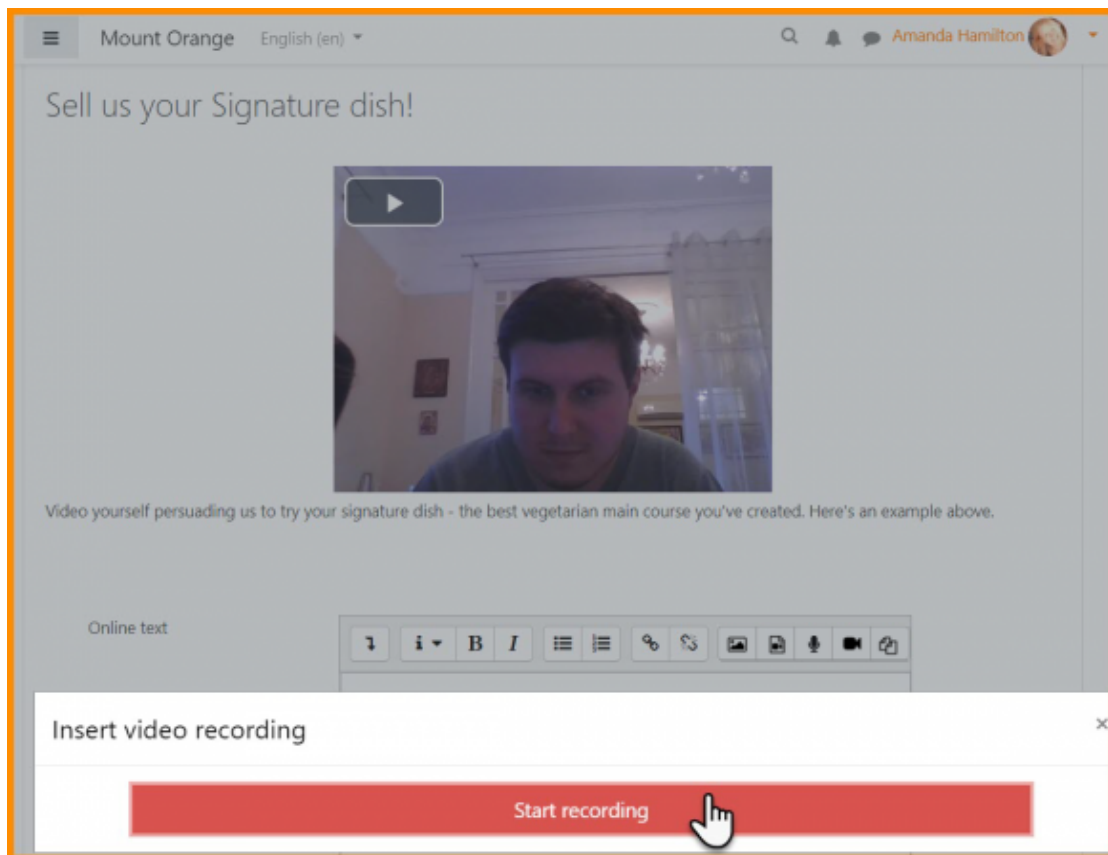 Mount Orange English (en) Amanda Hamilton
Sell us your Signature dish!
Video yourself persuading us to try your signature dish - the best vegetarian main course you've created. Here's an example above.
Online text
B I
Insert video recording ×
Start recording